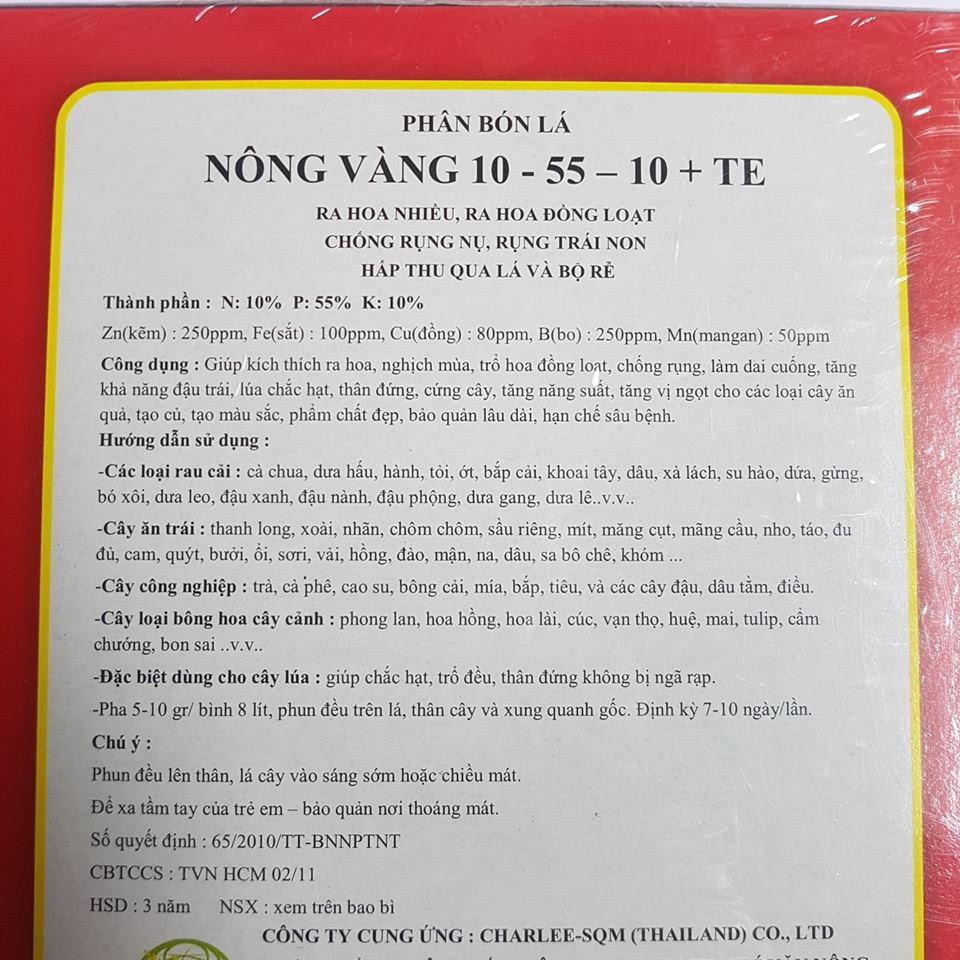 PHÂN BÓN LÁ
NÔNG VÀNG 10 - 55 – 10 + TE
RA HOA NHIỀU, RA HOA ĐỒNG LOẠT
CHỐNG RỤNG NỤ, RỤNG TRÁI NON
HẤP THU QUA LÁ VÀ BỘ RỄ
Thành phần : N: 10% P: 55% K: 10%
Zn(kẽm) : 250ppm, Fe(sắt) : 100ppm, Cu(đồng) : 80ppm, B(bo) : 250ppm, Mn(mangan) : 50ppm
Công dụng : Giúp kích thích ra hoa, nghịch mùa, trổ hoa đồng loạt, chống rụng, làm dai cuống, tăng
khả năng đậu trái, lúa chắc hạt, thân đứng, cứng cây, tăng năng suất, tăng vị ngọt cho các loại cây ăn
quả, tạo củ, tạo màu sắc, phẩm chất đẹp, bảo quản lâu dài, hạn chế sâu bệnh.
Hướng dẫn sử dụng :
-Các loại rau cải : cà chua, dưa hấu, hành, tỏi, ớt, bắp cải, khoai tây, dâu, xà lách, su hào, dứa, gừng,
bó xôi, dưa leo, đậu xanh, đậu nành, đậu phộng, dưa gang, dưa lê..v.v..
-Cây ăn trái : thanh long, xoài, nhãn, chôm chôm, sầu riêng, mít, măng cụt, mãng cầu, nho, táo, đu
đủ, cam, quýt, bưởi, ổi, sơri, vải, hồng, đào, mận, na, dâu, sa bô chê, khóm ...
-Cây công nghiệp : trà, cà phê, cao su, bông cải, mía, bắp, tiêu, và các cây đậu, dâu tằm, điều.
-Cây loại bông hoa cây cảnh : phong lan, hoa hồng, hoa lài, cúc, vạn thọ, huệ, mai, tulip, cẩm
chướng, bon sai ..v.v..
-Đặc biệt dùng cho cây lúa : giúp chắc hạt, trổ đều, thân đứng không bị ngã rạp.
-Pha 5-10 gr/ bình 8 lít, phun đều trên lá, thân cây và xung quanh gốc. Định kỳ 7-10 ngày/lần.
Chú ý :
Phun đều lên thân, lá cây vào sáng sớm hoặc chiều mát.
Để xa tầm tay của trẻ em – bảo quản nơi thoáng mát.
Số quyết định : 65/2010/TT-BNNPTNT
CBTCCS : TVN HCM 02/11
HSD : 3 năm NSX : xem trên bao bì
CÔNG TY CUNG ỨNG : CHARLEE-SQM (THAILAND) CO., LTD